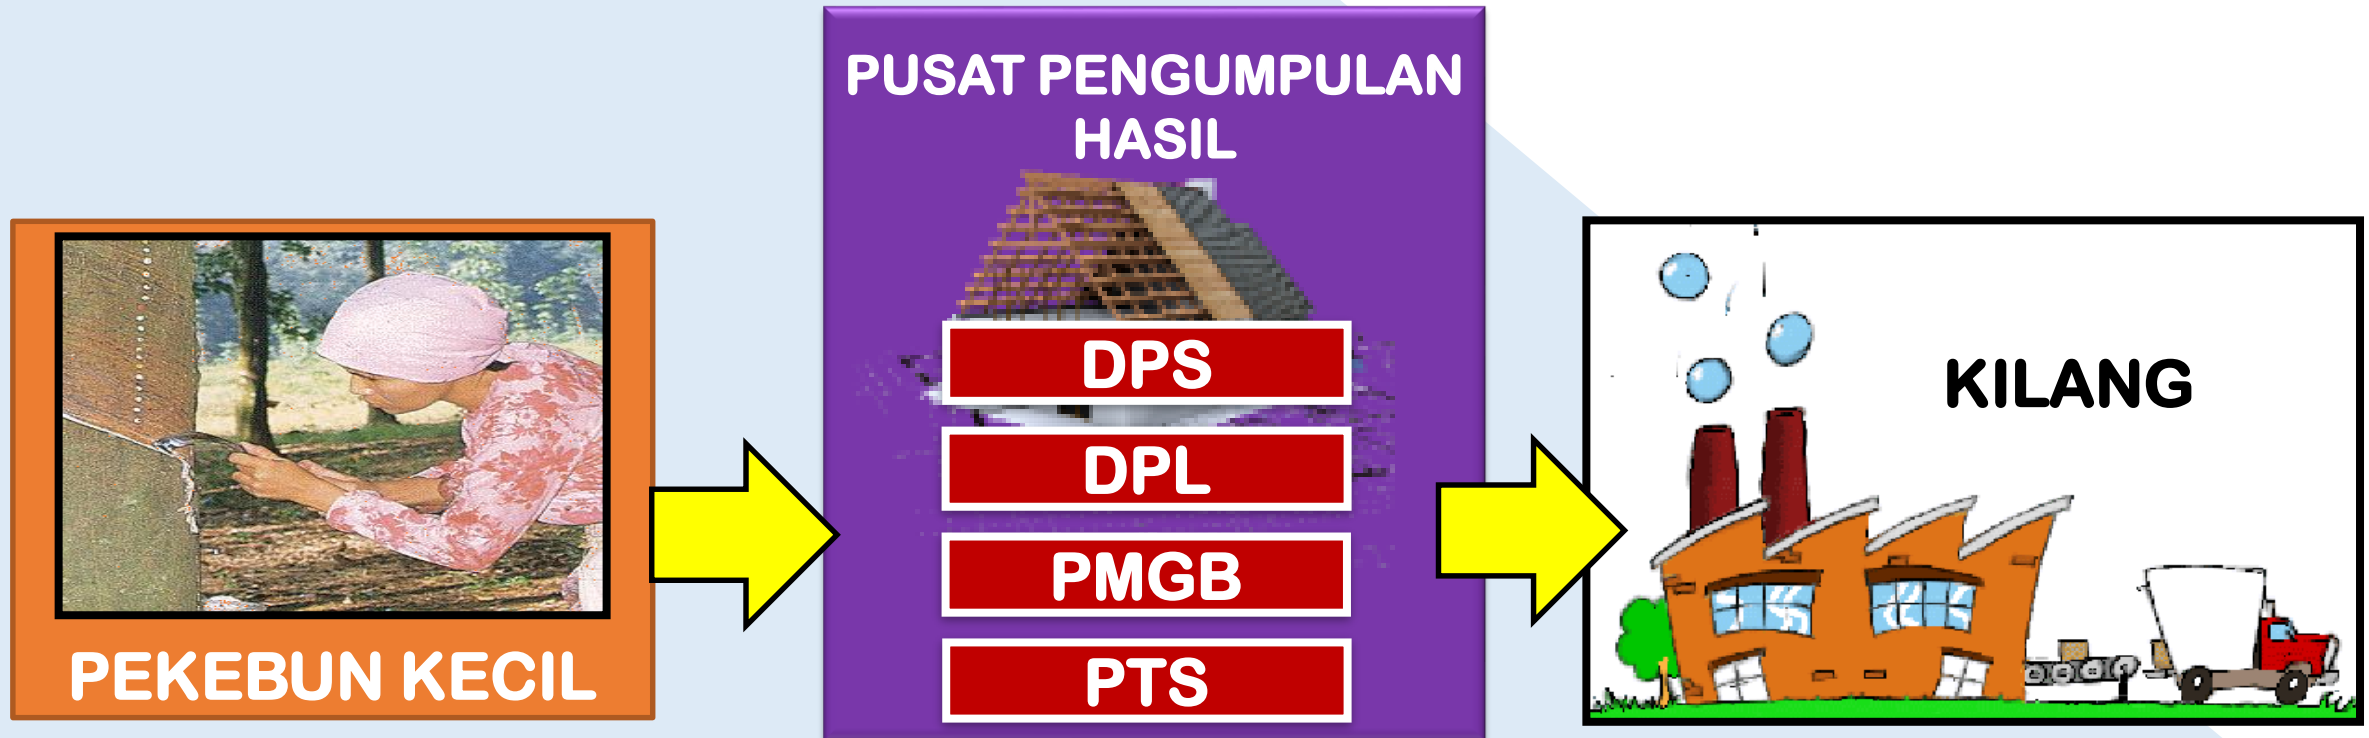 PUSAT PENGUMPULAN
HASIL
DPS
DPL
PMGB
PTS
PEKEBUN KECIL
KILANG